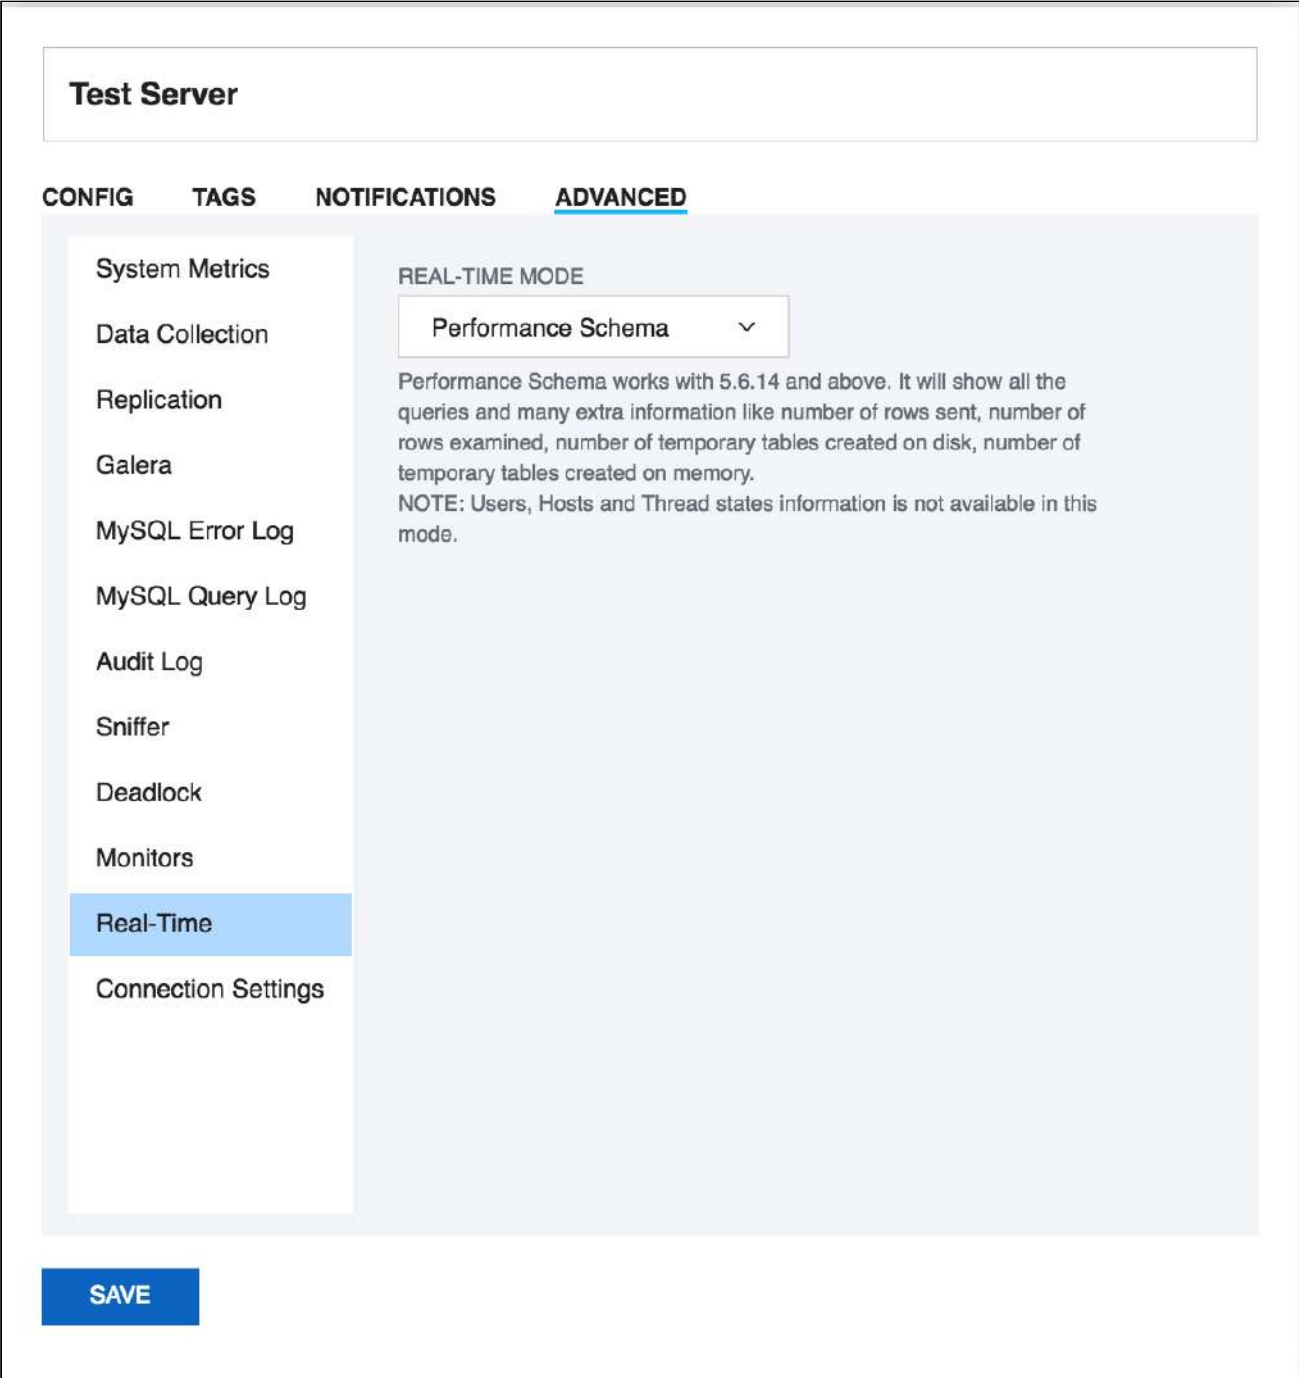 Test Server
CONFIG TAGS NOTIFICATIONS ADVANCED
System Metrics
Data Collection
Replication
Galera
MySQL Error Log
MySQL Query Log
Audit Log
Sniffer
Deadlock
Monitors
Real-Time
Connection Settings
REAL-TIME MODE
Performance Schema
Performance Schema works with 5.6.14 and above. It will show all the
queries and many extra information like number of rows sent, number of
rows examined, number of temporary tables created on disk, number of
temporary tables created on memory.
NOTE: Users, Hosts and Thread states information is not available in this
mode.
SAVE